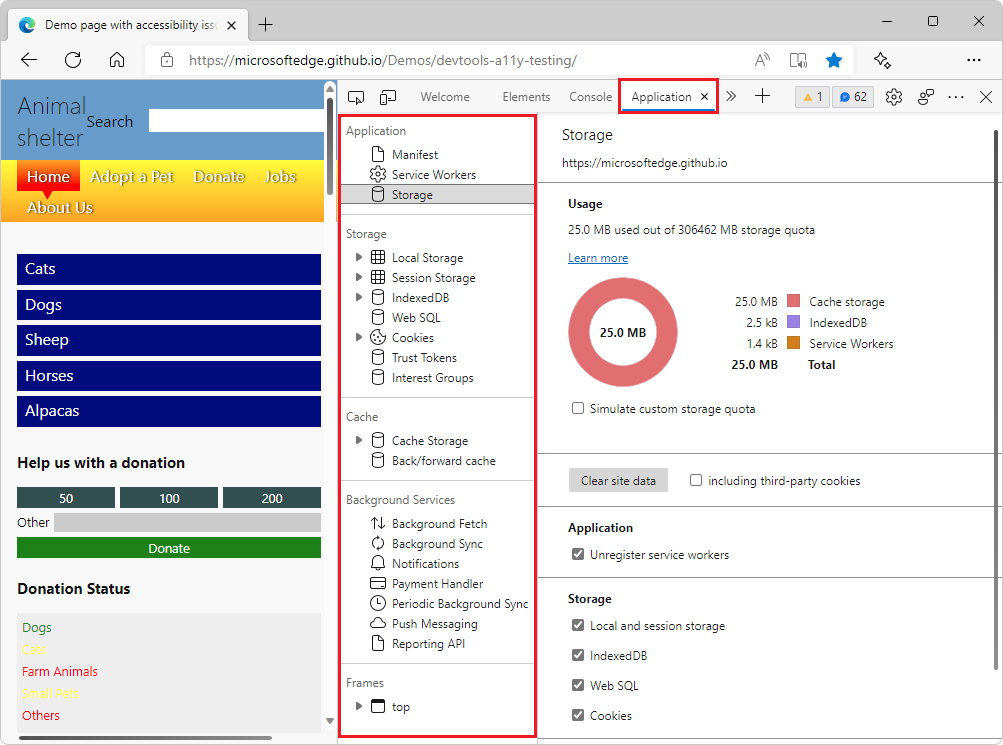 Demo page with accessibility issu
https://microsoftedge.github.io/Demos/devtools-a11y-testing/
Animal
shelter
Search
Home Adopt a Pet Donate Jobs
About Us
Cats
Dogs
Sheep
Horses
Alpacas
Help us with a donation
50 100 200
Other
Donate
Donation Status
Dogs
Cats
Farm Animals
Small Pets
Others
Welcome Elements Console Application 1 62
Application
Manifest
Service Workers
Storage
Storage
Local Storage
Session Storage
IndexedDB
Web SQL
Cookies
Trust Tokens
Interest Groups
Cache
Cache Storage
Back/forward cache
Background Services
Background Fetch
Background Sync
Notifications
Payment Handler
Periodic Background Sync
Push Messaging
Reporting API
Frames
top
Storage
https://microsoftedge.github.io
Usage
25.0 MB used out of 306462 MB storage quota
Learn more
25.0 MB
25.0 MB Cache storage
2.5 kB IndexedDB
1.4 kB Service Workers
25.0 MB Total
Simulate custom storage quota
Clear site data including third-party cookies
Application
Unregister service workers
Storage
Local and session storage
IndexedDB
Web SQL
Cookies